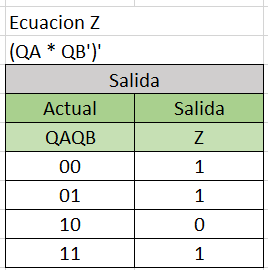 Ecuacion Z
(QA * QB')'
Salida
Actual Salida
QAQB Z
00 1
01 1
10 0
11 1